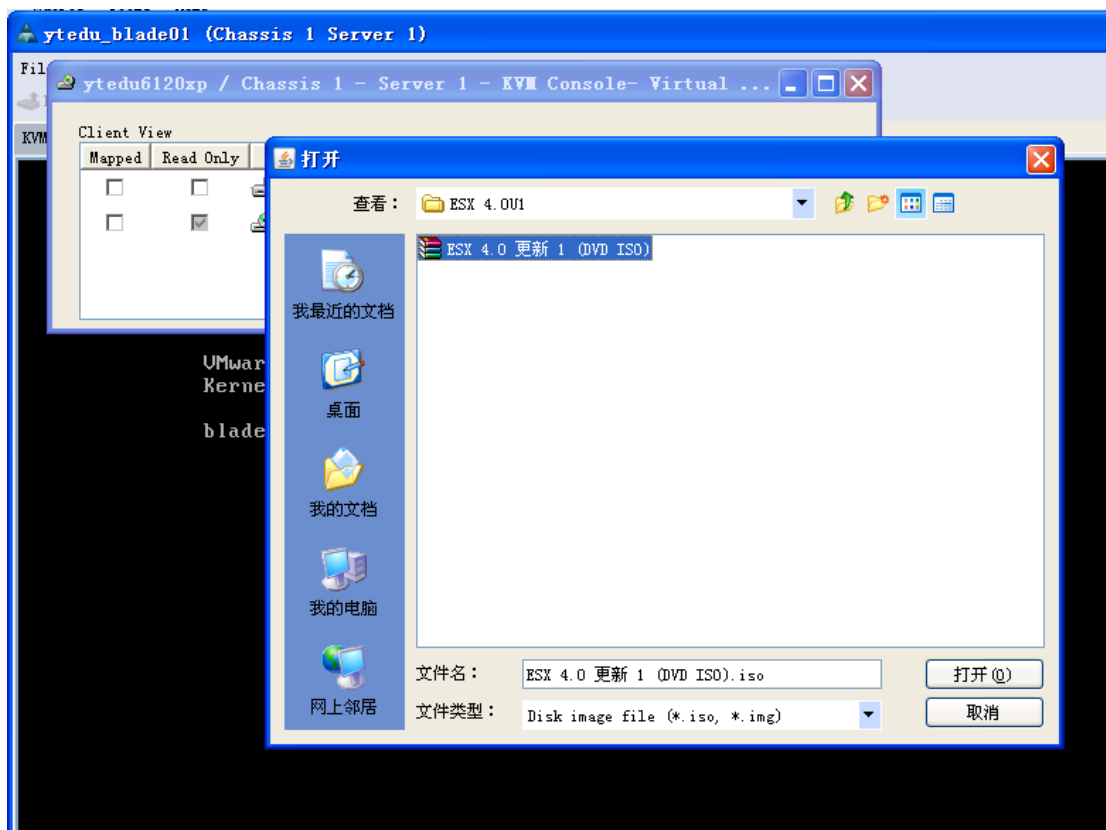 ytedu_blade01 (Chassis 1 Server 1)
Fil
ytedu6120xp / Chassis 1 - Server 1 - KVM Console- Virtual ...
KVM
Client View
Mapped Read Only
打开
查看：
ESX 4.0U1
ESX 4.0 更新 1 (DVD ISO)
我最近的文档
桌面
我的文档
我的电脑
网上邻居
VMwar
Kerne
blade
文件名：
ESX 4.0 更新 1 (DVD ISO).iso
打开(O)
文件类型：
Disk image file (*.iso, *.img)
取消